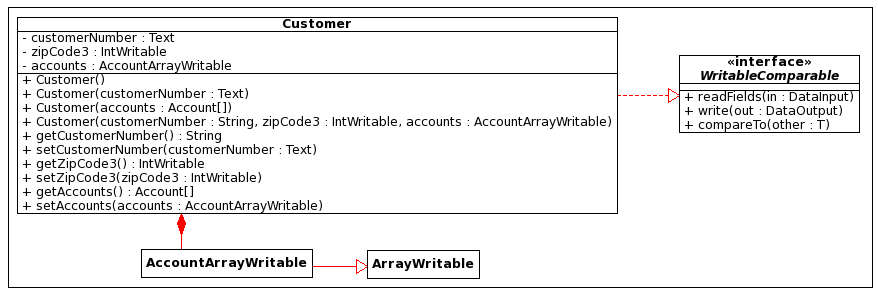 Customer
- customerNumber : Text
- zipCode3 : IntWritable
- accounts : AccountArrayWritable
+ Customer()
+ Customer(customerNumber : Text)
+ Customer(accounts : Account[])
+ Customer(customerNumber : String, zipCode3 : IntWritable, accounts : AccountArrayWritable)
+ getCustomerNumber() : String
+ setCustomerNumber(customerNumber : Text)
+ getZipCode3() : IntWritable
+ setZipCode3(zipCode3 : IntWritable)
+ getAccounts() : Account[]
+ setAccounts(accounts : AccountArrayWritable)
«interface»
WritableComparable
+ readFields(in : DataInput)
+ write(out : DataOutput)
+ compareTo(other : T)
AccountArrayWritable
ArrayWritable